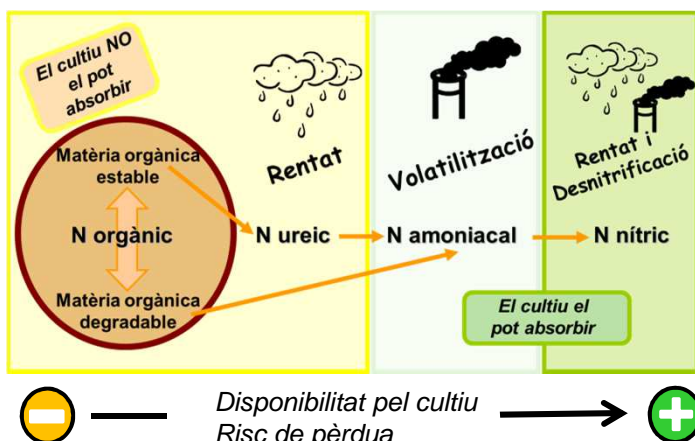 El cultiu NO
el pot
absorbir
Matèria orgànica
estable
N orgànic
Matèria orgànica
degradable
Rentat
N ureic
Volatilització
N amoniacal
Rentat i
Desnitrificació
N nítric
El cultiu el
pot absorbir
Disponibilitat pel cultiu
Risc de pèrdua